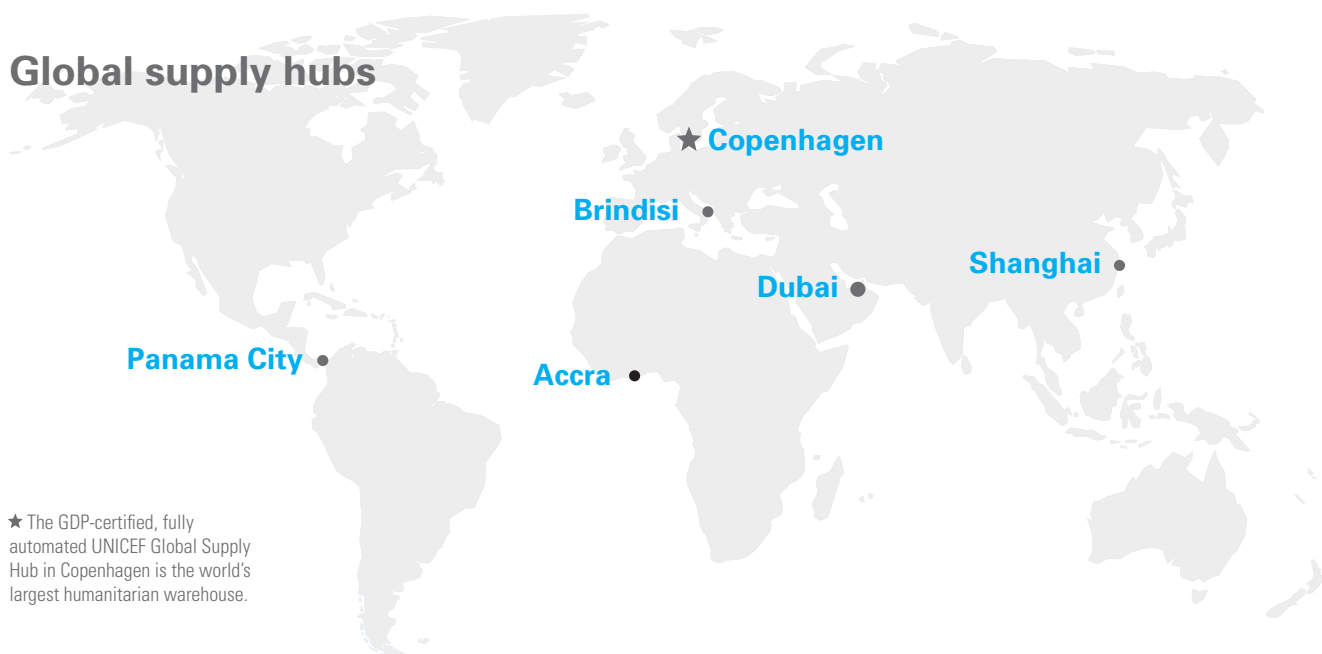 Global supply hubs
★ Copenhagen
Brindisi
Shanghai
Dubai
Panama City
Accra
★ The GDP-certified, fully
automated UNICEF Global Supply
Hub in Copenhagen is the world’s
largest humanitarian warehouse.